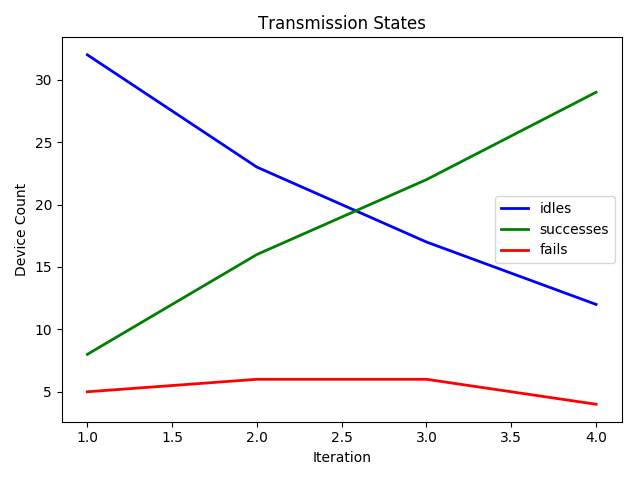 Transmission States
Device Count
30
25
20
15
10
5
idles
successes
fails
1.0 1.5 2.0 2.5 3.0 3.5 4.0
Iteration